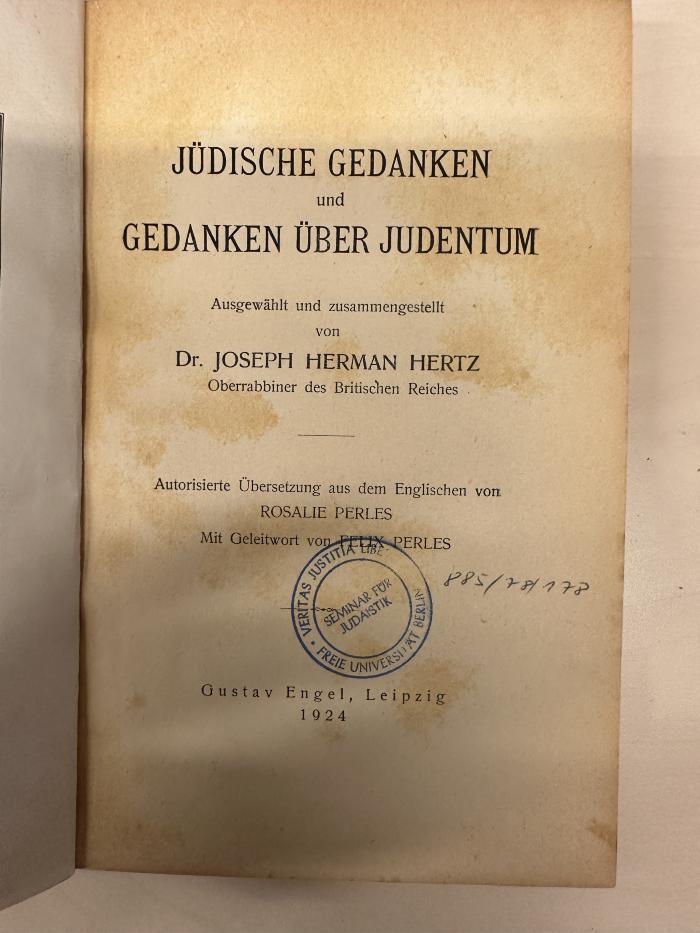 JÜDISCHE GEDANKEN
und
GEDANKEN ÜBER JUDENTUM
Ausgewählt und zusammengestellt
von
Dr. JOSEPH HERMAN HERTZ
Oberrabbiner des Britischen Reiches
Autorisierte Übersetzung aus dem Englischen von
ROSALIE PERLES
Mit Geleitwort von FELIX PERLES
VERITAS JUSTITIA LIBE
SEMINAR FÜR
JUDAISTIK
FREIE UNIVERSITÄT BERLIN
885/78/178
Gustav Engel, Leipzig
1924